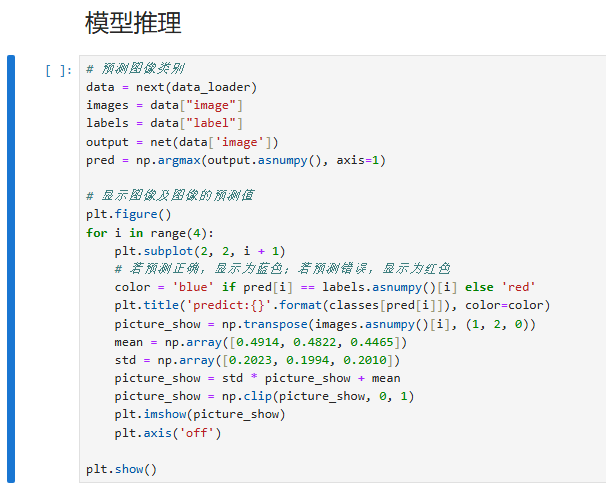 模型推理
[ ]:
# 预测图像类别
data = next(data_loader)
images = data["image"]
labels = data["label"]
output = net(data['image'])
pred = np.argmax(output.asnumpy(), axis=1)
# 显示图像及图像的预测值
plt.figure()
for i in range(4):
    plt.subplot(2, 2, i + 1)
    # 若预测正确，显示为蓝色；若预测错误，显示为红色
    color = 'blue' if pred[i] == labels.asnumpy()[i] else 'red'
    plt.title('predict:{}'.format(classes[pred[i]]), color=color)
    picture_show = np.transpose(images.asnumpy()[i], (1, 2, 0))
    mean = np.array([0.4914, 0.4822, 0.4465])
    std = np.array([0.2023, 0.1994, 0.2010])
    picture_show = std * picture_show + mean
    picture_show = np.clip(picture_show, 0, 1)
    plt.imshow(picture_show)
    plt.axis('off')
plt.show()